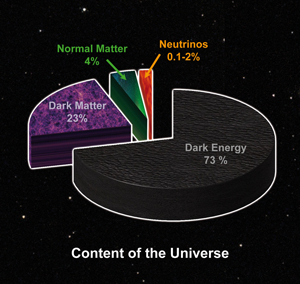 Normal Matter
4%
Neutrinos
0.1-2%
Dark Matter
23%
Dark Energy
73 %
Content of the Universe